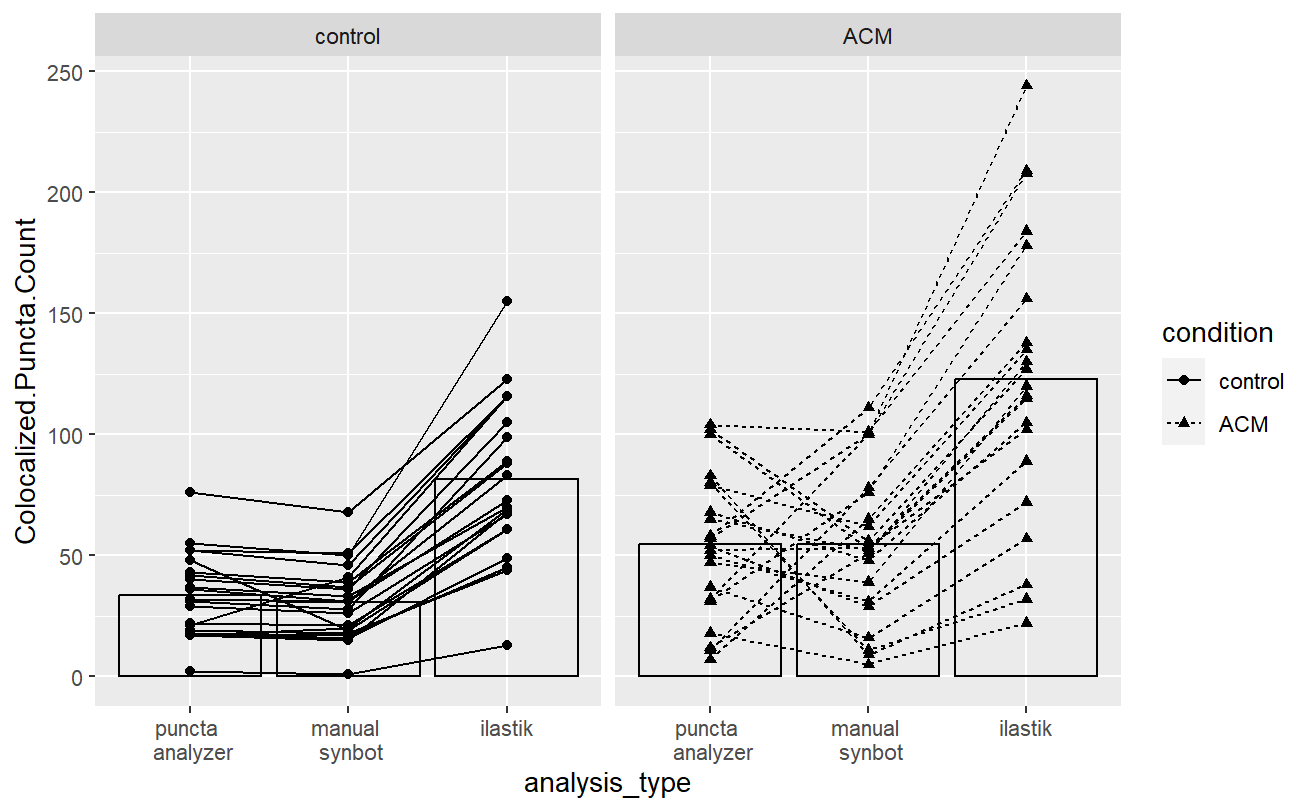 control
ACM
250
200
150
100
50
0
Colocalized.Puncta.Count
puncta
analyzer
manual
synbot
ilastik
puncta
analyzer
manual
synbot
ilastik
analysis_type
condition
control
ACM